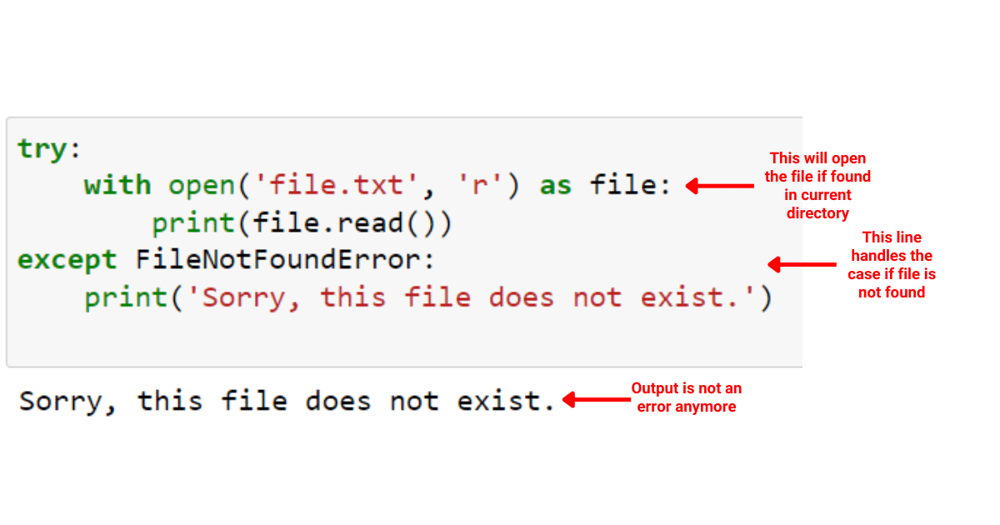 try:
    with open('file.txt', 'r') as file:
        print(file.read())
except FileNotFoundError:
    print('Sorry, this file does not exist.')
Sorry, this file does not exist.
This will open
the file if found
in current
directory
This line
handles the
case if file is
not found
Output is not an
error anymore